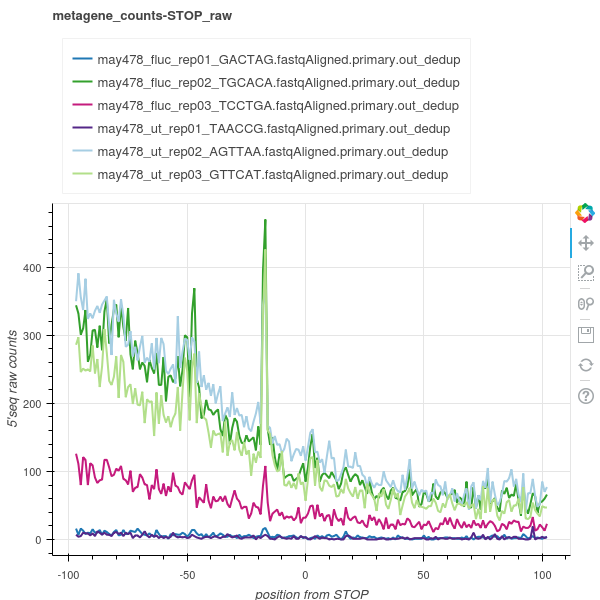 metagene_counts-STOP_raw
may478_fluc_rep01_GACTAG.fastqAligned.primary.out_dedup
may478_fluc_rep02_TGCACA.fastqAligned.primary.out_dedup
may478_fluc_rep03_TCCTGA.fastqAligned.primary.out_dedup
may478_ut_rep01_TAACCG.fastqAligned.primary.out_dedup
may478_ut_rep02_AGTTAA.fastqAligned.primary.out_dedup
may478_ut_rep03_GTTCAT.fastqAligned.primary.out_dedup
400
300
200
100
0
5'seq raw counts
-100 -50 0 50 100
position from STOP